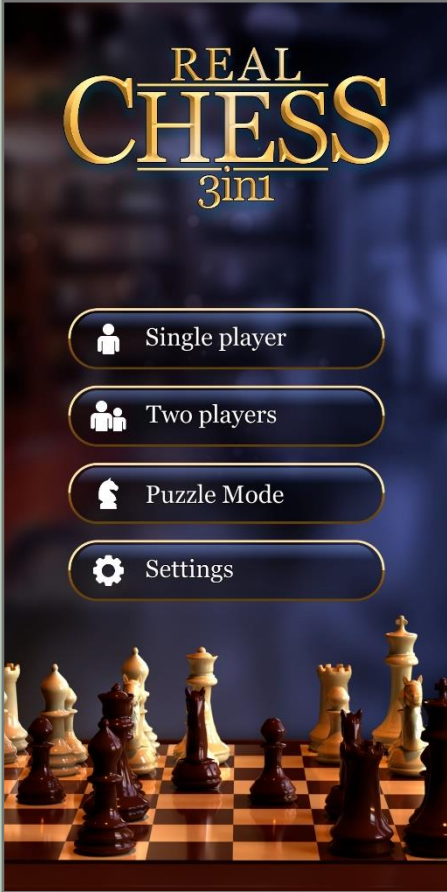 REAL
CHESS
3in1
Single player
Two players
Puzzle Mode
Settings